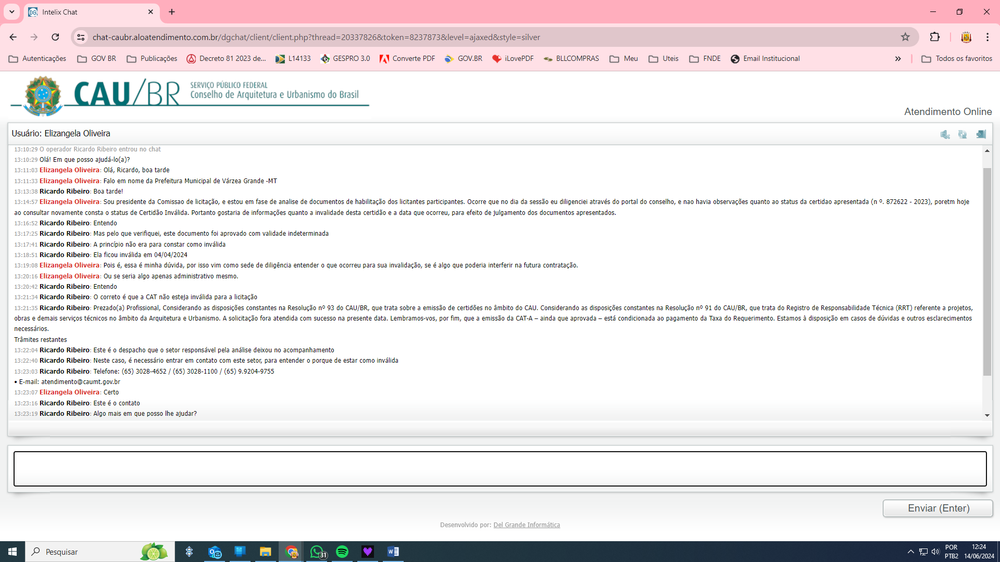 Intelix Chat
chat-caubr.aloatendimento.com.br/dgchat/client/client.php?thread=20337826&token=8237873&level=ajaxed&style=silver
Autenticações GOV BR Publicações Decreto 81 2023 de... L14133 GESPRO 3.0 Converte PDF GOV.BR iLovePDF BLLCOMPRAS Meu Uteis FNDE Email Institucional » Todos os favoritos
CAU/BR
SERVIÇO PÚBLICO FEDERAL
Conselho de Arquitetura e Urbanismo do Brasil
Atendimento Online
Usuário: Elizangela Oliveira
13:10:29 O operador Ricardo Ribeiro entrou no chat
13:10:29 Olá! Em que posso ajudá-lo(a)?
13:11:03 Elizangela Oliveira: Olá, Ricardo, boa tarde
13:11:33 Elizangela Oliveira: Falo em nome da Prefeitura Municipal de Várzea Grande -MT
13:13:38 Ricardo Ribeiro: Boa tarde!
13:14:57 Elizangela Oliveira: Sou presidente da Comissao de licitação, e estou em fase de analise de documentos de habilitação dos licitantes participantes. Ocorre que no dia da sessão eu diligenciei através do portal do conselho, e nao havia observações quanto ao status da certidao apresentada (n º. 872622 - 2023), poretm hoje
ao consultar novamente consta o status de Certidão Inválida. Portanto gostaria de informações quanto a invalidade desta certidão e a data que ocorreu, para efeito de julgamento dos documentos apresentados.
13:16:52 Ricardo Ribeiro: Entendo
13:17:25 Ricardo Ribeiro: Mas pelo que verifiquei, este documento foi aprovado com validade indeterminada
13:17:41 Ricardo Ribeiro: A princípio não era para constar como inválida
13:18:51 Ricardo Ribeiro: Ela ficou inválida em 04/04/2024
13:19:08 Elizangela Oliveira: Pois é, essa é minha dúvida, por isso vim como sede de diligência entender o que ocorreu para sua invalidação, se é algo que poderia interferir na futura contratação.
13:20:16 Elizangela Oliveira: Ou se seria algo apenas administrativo mesmo.
13:20:42 Ricardo Ribeiro: Entendo
13:21:34 Ricardo Ribeiro: O correto é que a CAT não esteja inválida para a licitação
13:21:35 Ricardo Ribeiro: Prezado(a) Profissional, Considerando as disposições constantes na Resolução nº 93 do CAU/BR, que trata sobre a emissão de certidões no âmbito do CAU. Considerando as disposições constantes na Resolução nº 91 do CAU/BR, que trata do Registro de Responsabilidade Técnica (RRT) referente a projetos,
obras e demais serviços técnicos no âmbito da Arquitetura e Urbanismo. A solicitação fora atendida com sucesso na presente data. Lembramos-vos, por fim, que a emissão da CAT-A – ainda que aprovada – está condicionada ao pagamento da Taxa do Requerimento. Estamos à disposição em casos de dúvidas e outros esclarecimentos
necessários.
Trâmites restantes
13:22:04 Ricardo Ribeiro: Este é o despacho que o setor responsável pela análise deixou no acompanhamento
13:22:40 Ricardo Ribeiro: Neste caso, é necessário entrar em contato com este setor, para entender o porque de estar como inválida
13:23:03 Ricardo Ribeiro: Telefone: (65) 3028-4652 / (65) 3028-1100 / (65) 9.9204-9755
• E-mail: atendimento@caumt.gov.br
13:23:07 Elizangela Oliveira: Certo
13:23:16 Ricardo Ribeiro: Este é o contato
13:23:19 Ricardo Ribeiro: Algo mais em que posso lhe ajudar?
Enviar (Enter)
Desenvolvido por: Del Grande Informática
Pesquisar
31
POR
PTB2
12:24
14/06/2024